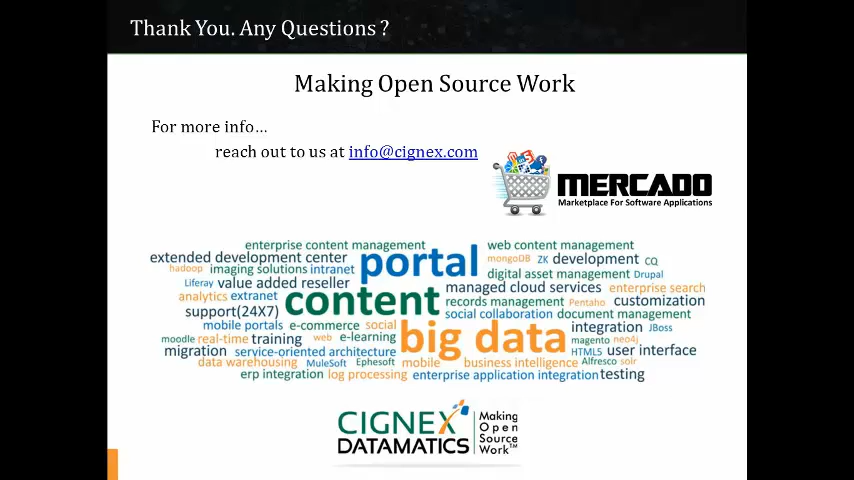 Thank You. Any Questions ?
Making Open Source Work
For more info…
reach out to us at info@cignex.com
MERCADO
Marketplace For Software Applications
enterprise content management portal web content management
extended development center mongoDB ZK development CQ
hadoop imaging solutions intranet digital asset management Drupal
Liferay value added reseller managed cloud services enterprise search
analytics extranet content records management Pentaho customization
support(24X7) social collaboration document management
mobile portals e-commerce social big data integration JBoss
moodle real-time training web e-learning magento neo4j
migration service-oriented architecture HTML5 user interface
data warehousing MuleSoft Ephesoft mobile business intelligence Alfresco solr
erp integration log processing enterprise application integration testing
CIGNEX
DATAMATICS
Making
Open
Source
Work™